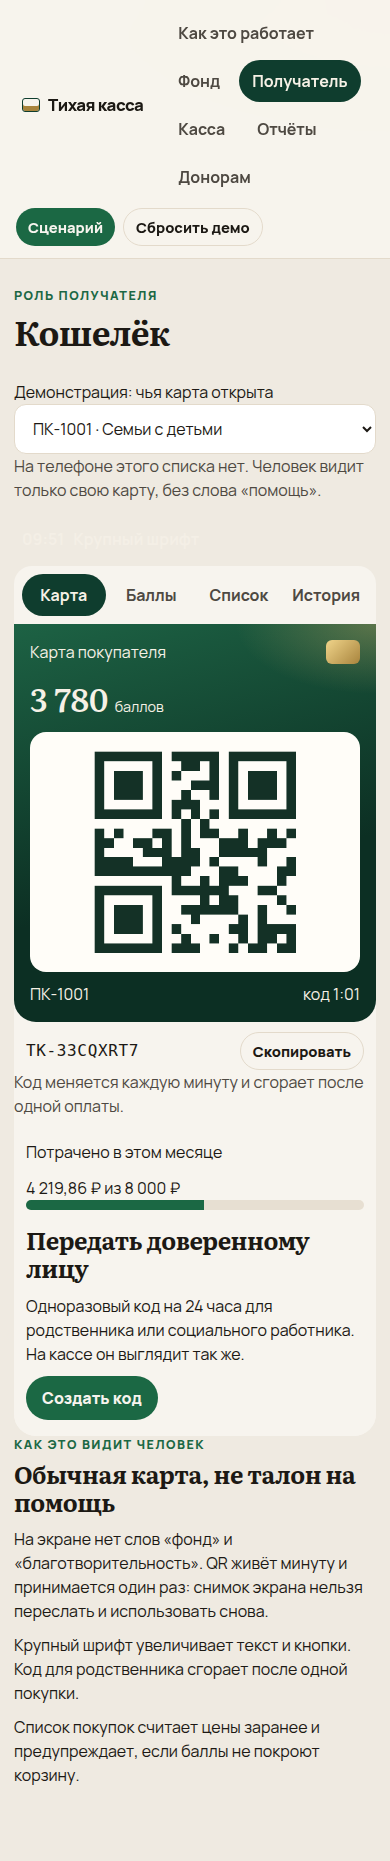 Как это работает
Фонд Получатель
Тихая касса
Касса Отчёты
Донорам
Сценарий Сбросить демо
РОЛЬ ПОЛУЧАТЕЛЯ
Кошелёк
Демонстрация: чья карта открыта
ПК-1001 · Семьи с детьми
На телефоне этого списка нет. Человек видит
только свою карту, без слова «помощь».
09:51 Крупный шрифт
Карта Баллы Список История
Карта покупателя
3 780 баллов
ПК-1001 код 1:01
TK-33CQXRT7 Скопировать
Код меняется каждую минуту и сгорает после
одной оплаты.
Потрачено в этом месяце
4 219,86 ₽ из 8 000 ₽
Передать доверенному
лицу
Одноразовый код на 24 часа для
родственника или социального работника.
На кассе он выглядит так же.
Создать код
КАК ЭТО ВИДИТ ЧЕЛОВЕК
Обычная карта, не талон на
помощь
На экране нет слов «фонд» и
«благотворительность». QR живёт минуту и
принимается один раз: снимок экрана нельзя
переслать и использовать снова.
Крупный шрифт увеличивает текст и кнопки.
Код для родственника сгорает после одной
покупки.
Список покупок считает цены заранее и
предупреждает, если баллы не покроют
корзину.